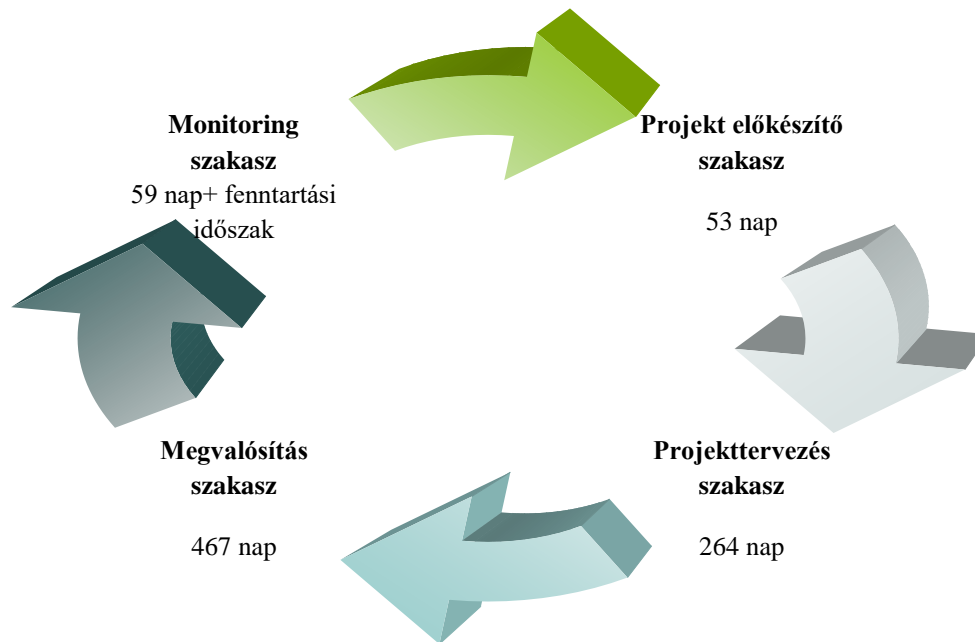 Monitoring
szakasz
59 nap+ fenntartási
időszak
Projekt előkészítő
szakasz
53 nap
Megvalósítás
szakasz
467 nap
Projekttervezés
szakasz
264 nap